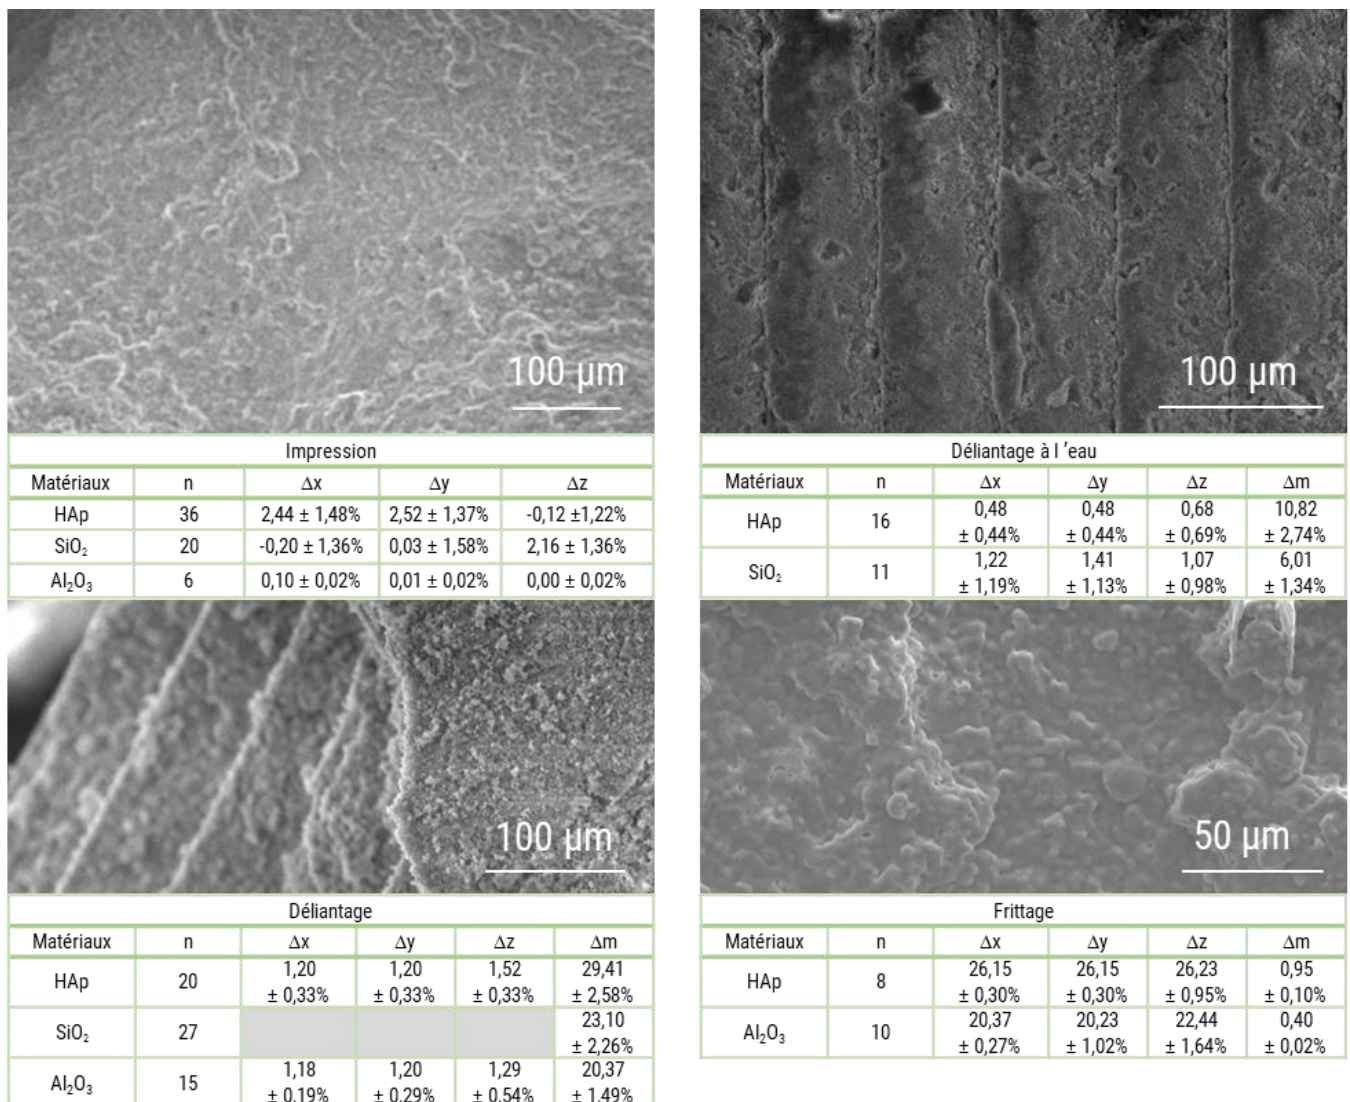 100 µm
Impression
Matériaux n Δx Δy Δz
HAp 36 2,44 ± 1,48% 2,52 ± 1,37% -0,12 ±1,22%
SiO₂ 20 -0,20 ± 1,36% 0,03 ± 1,58% 2,16 ± 1,36%
Al₂O₃ 6 0,10 ± 0,02% 0,01 ± 0,02% 0,00 ± 0,02%
100 µm
Déliantage à l 'eau
Matériaux n Δx Δy Δz Δm
HAp 16 0,48 0,48 0,68 10,82
± 0,44% ± 0,44% ± 0,69% ± 2,74%
SiO₂ 11 1,22 1,41 1,07 6,01
± 1,19% ± 1,13% ± 0,98% ± 1,34%
100 µm
Déliantage
Matériaux n Δx Δy Δz Δm
HAp 20 1,20 1,20 1,52 29,41
± 0,33% ± 0,33% ± 0,33% ± 2,58%
SiO₂ 27 23,10
± 2,26%
Al₂O₃ 15 1,18 1,20 1,29 20,37
± 0,19% ± 0,29% ± 0,54% ± 1,49%
50 µm
Frittage
Matériaux n Δx Δy Δz Δm
HAp 8 26,15 26,15 26,23 0,95
± 0,30% ± 0,30% ± 0,95% ± 0,10%
Al₂O₃ 10 20,37 20,23 22,44 0,40
± 0,27% ± 1,02% ± 1,64% ± 0,02%